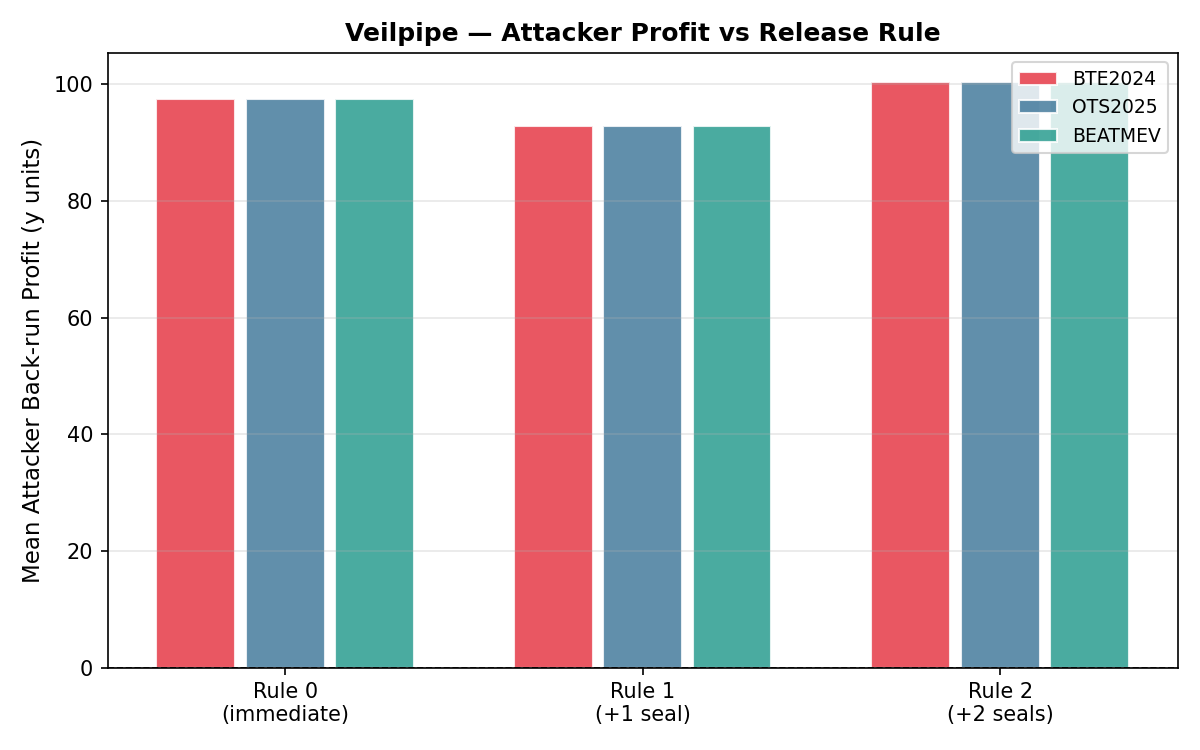 Veilpipe — Attacker Profit vs Release Rule
BTE2024
OTS2025
BEATMEV
Mean Attacker Back-run Profit (y units)
100
80
60
40
20
0
Rule 0
(immediate)
Rule 1
(+1 seal)
Rule 2
(+2 seals)